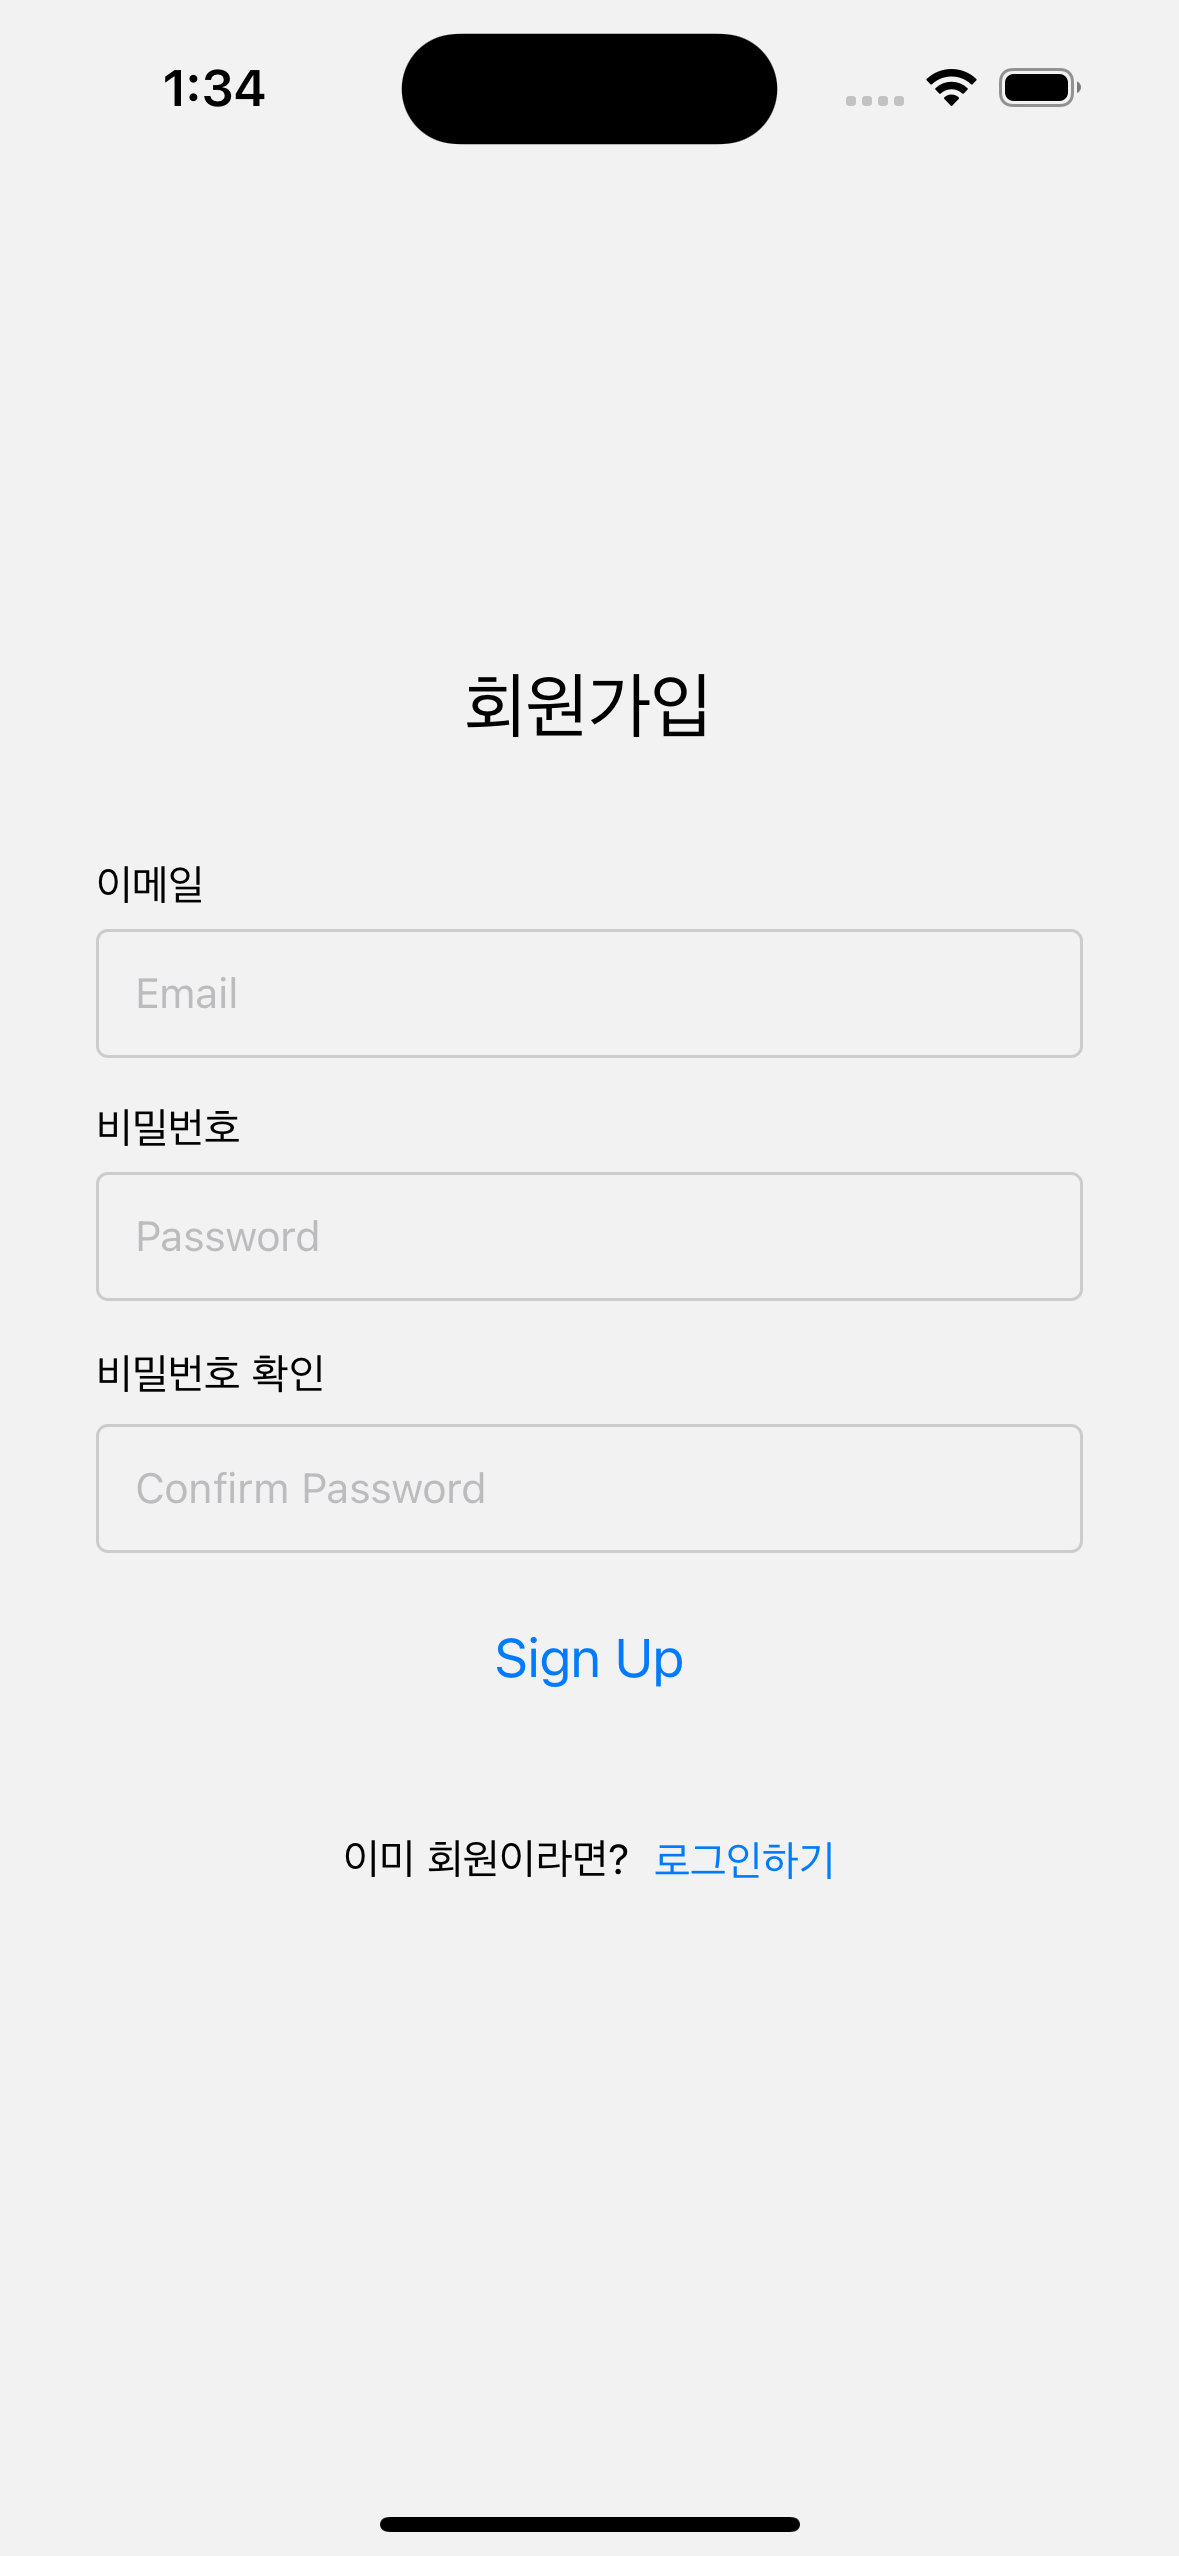 1:34
회원가입
이메일
Email
비밀번호
Password
비밀번호 확인
Confirm Password
Sign Up
이미 회원이라면? 로그인하기